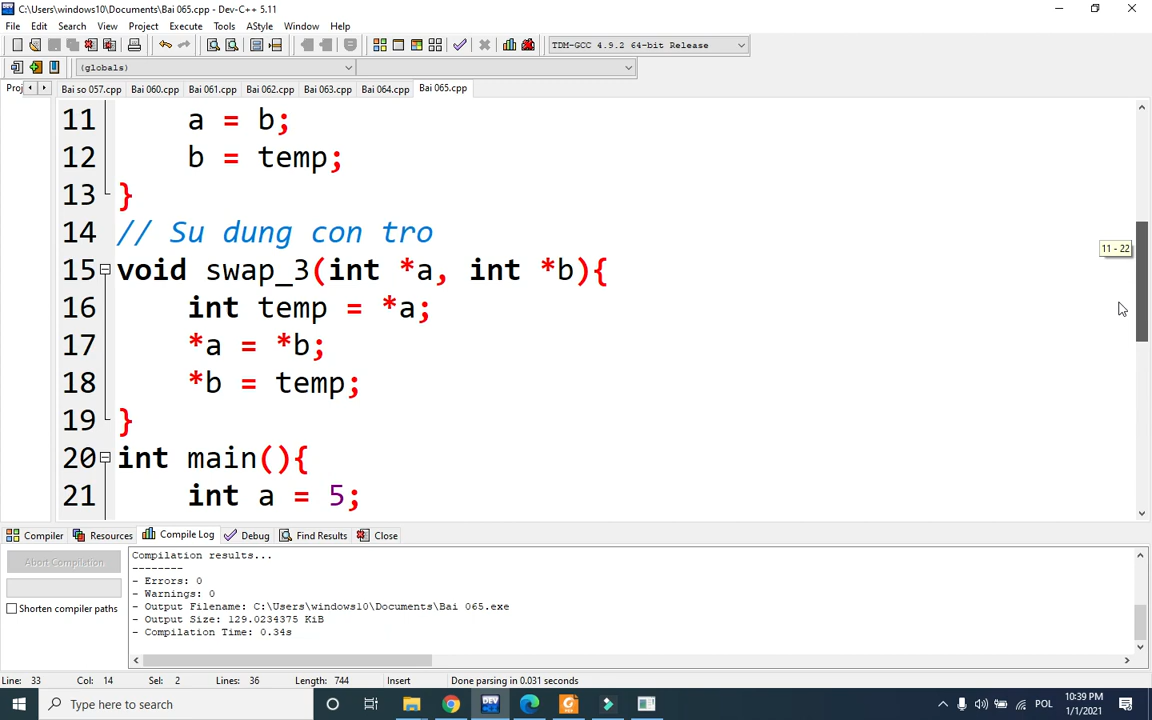 C:\Users\windows10\Documents\Bai 065.cpp - Dev-C++ 5.11
File Edit Search View Project Execute Tools AStyle Window Help
TDM-GCC 4.9.2 64-bit Release
(globals)
Proj Bai so 057.cpp Bai 060.cpp Bai 061.cpp Bai 062.cpp Bai 063.cpp Bai 064.cpp Bai 065.cpp
11 a = b;
12 b = temp;
13 }
14 // Su dung con tro
11 - 22
15 void swap_3(int *a, int *b){
16 int temp = *a;
17 *a = *b;
18 *b = temp;
19 }
20 int main(){
21 int a = 5;
Compiler Resources Compile Log Debug Find Results Close
Abort Compilation
Shorten compiler paths
Compilation results...
--------
- Errors: 0
- Warnings: 0
- Output Filename: C:\Users\windows10\Documents\Bai 065.exe
- Output Size: 129.0234375 KiB
- Compilation Time: 0.34s
Line: 33 Col: 14 Sel: 2 Lines: 36 Length: 744 Insert Done parsing in 0.031 seconds
Type here to search
DEV
POL
10:39 PM
1/1/2021